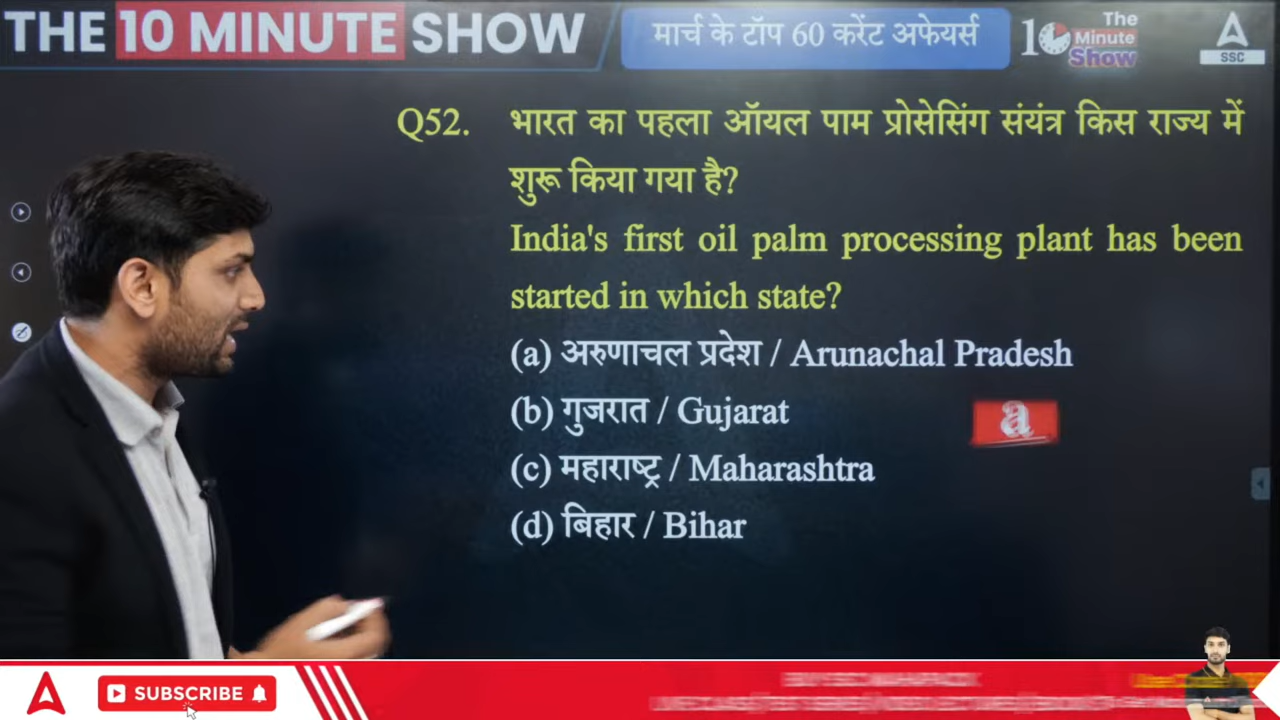 THE 10 MINUTE SHOW
मार्च के टॉप 60 करेंट अफेयर्स
10 The Minute Show
SSC
Q52. भारत का पहला ऑयल पाम प्रोसेसिंग संयंत्र किस राज्य में
शुरू किया गया है?
India's first oil palm processing plant has been
started in which state?
(a) अरुणाचल प्रदेश / Arunachal Pradesh
(b) गुजरात / Gujarat
a
(c) महाराष्ट्र / Maharashtra
(d) बिहार / Bihar
SUBSCRIBE